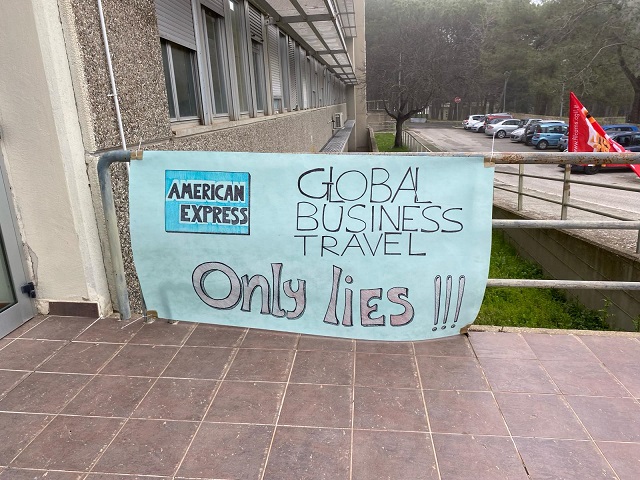 AMERICAN
EXPRESS
GLOBAL
BUSINESS
TRAVEL
Only lies !!!